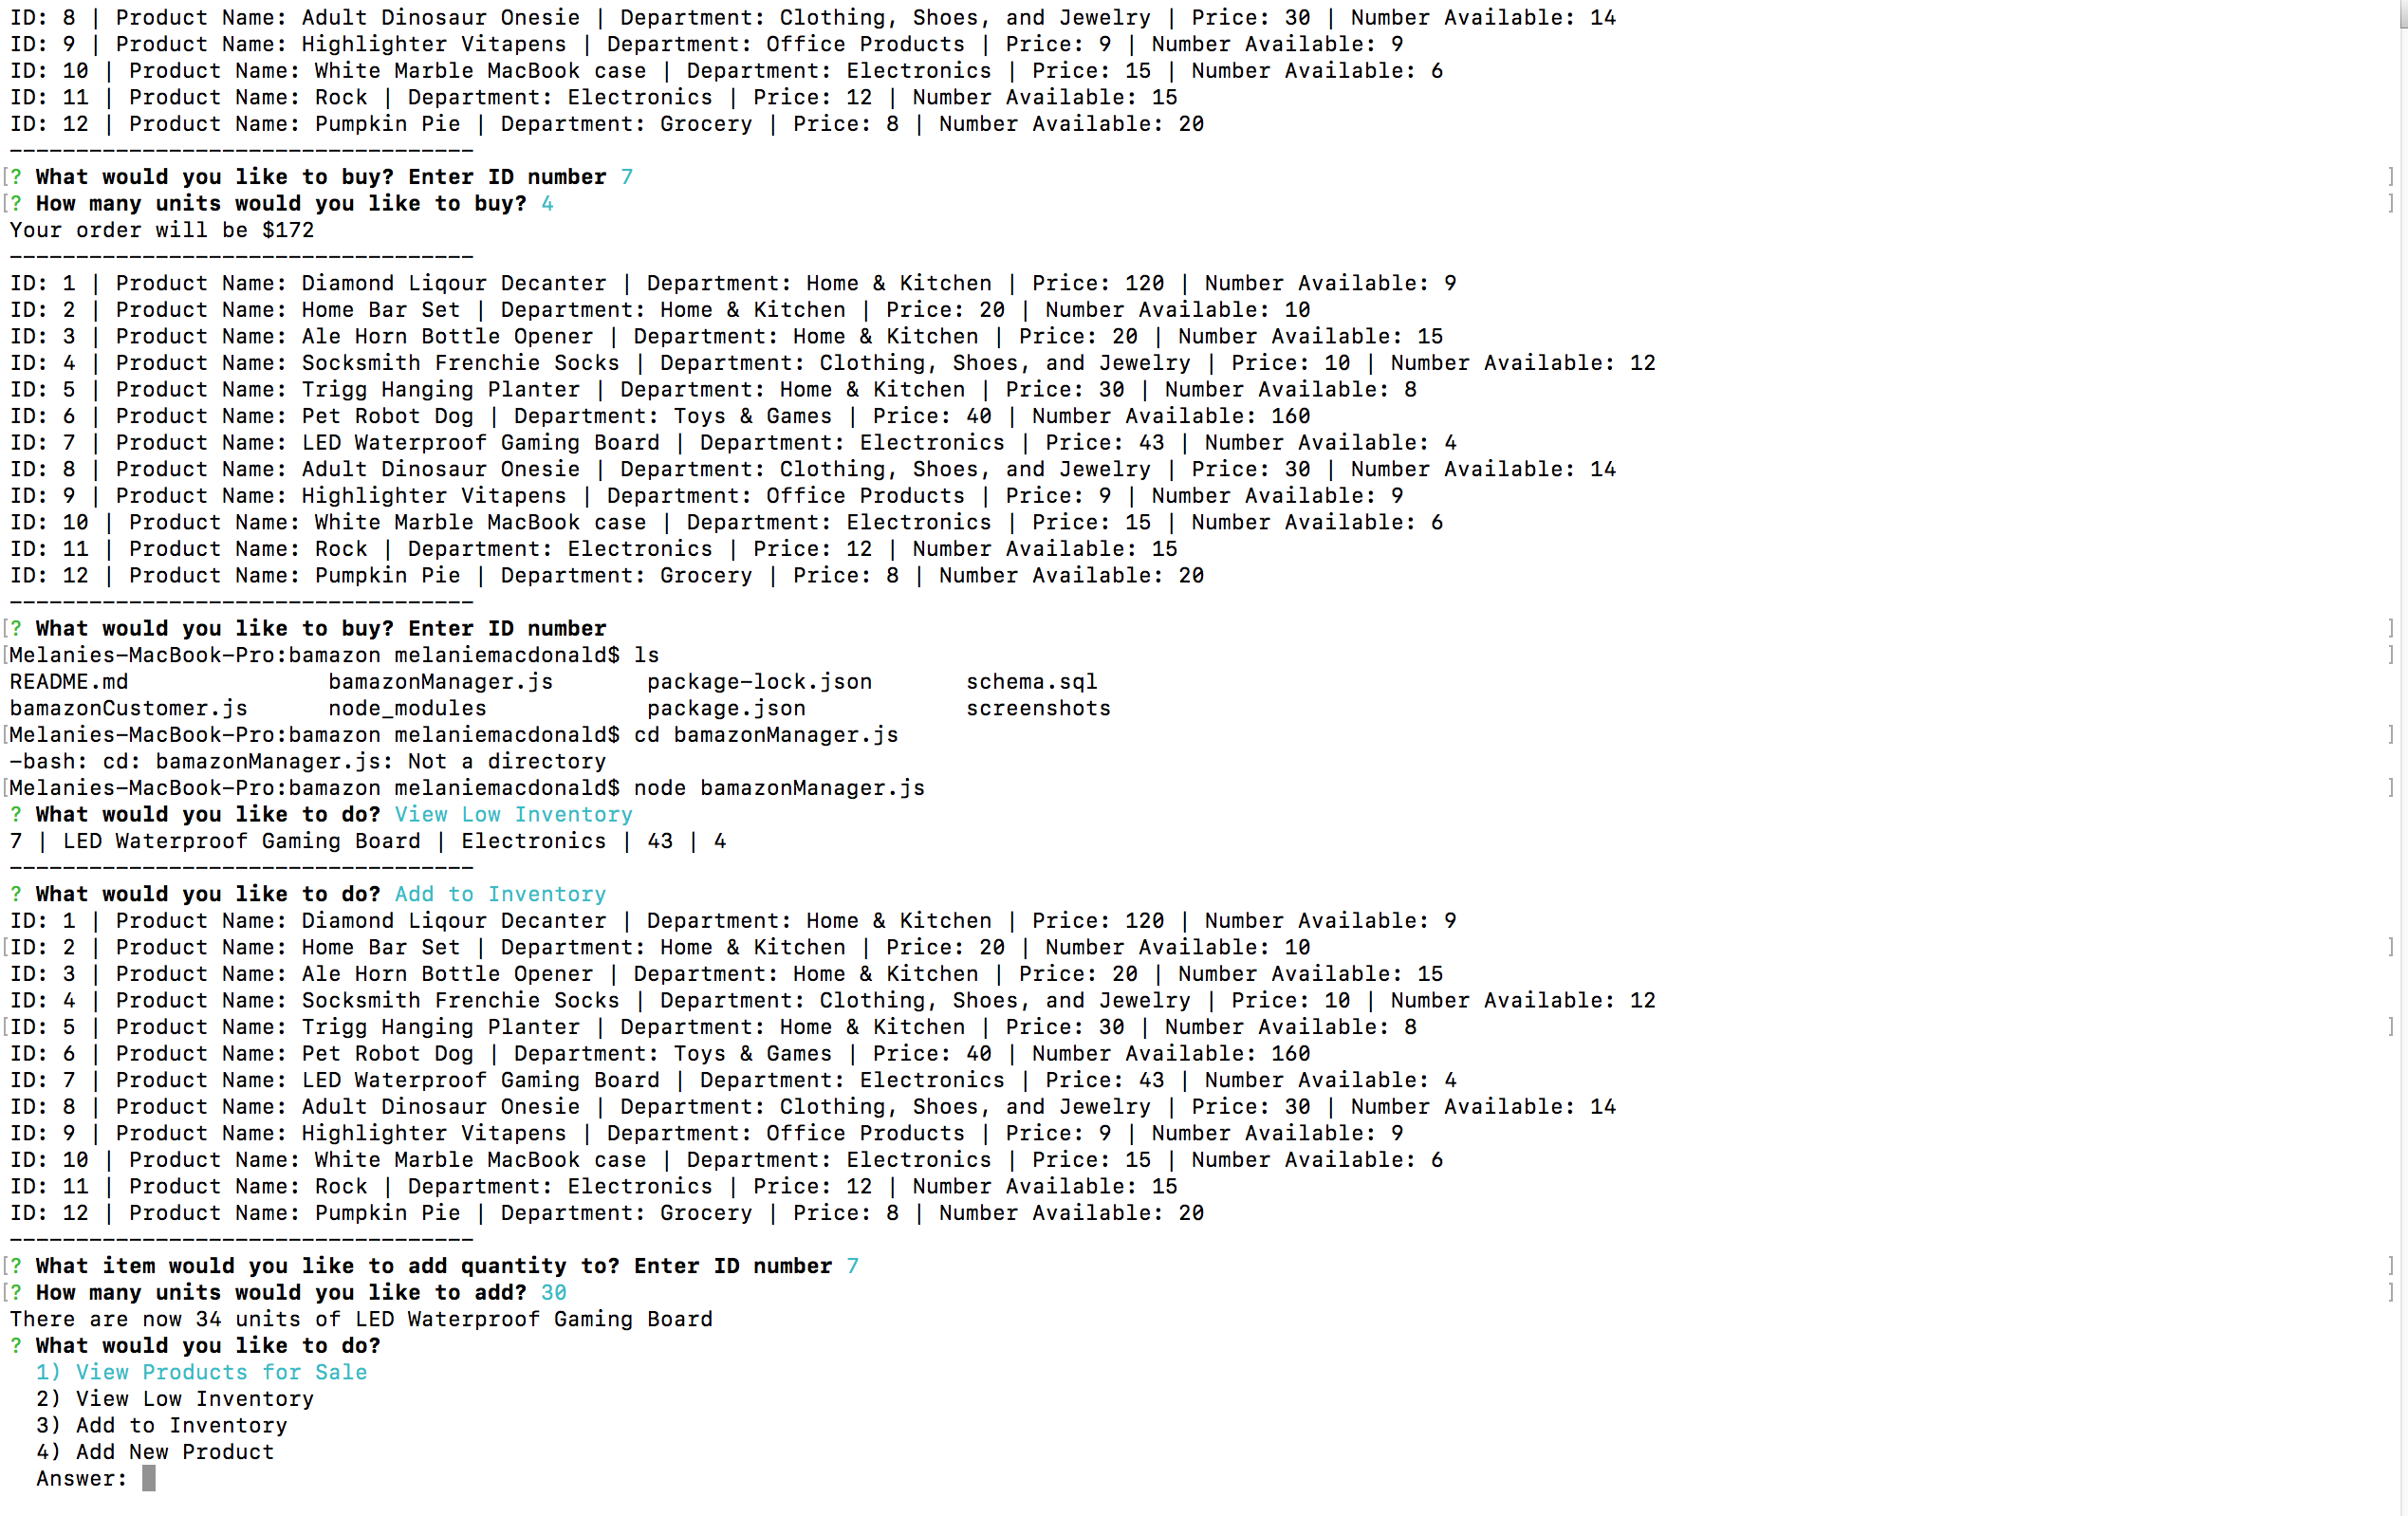 ID: 8 | Product Name: Adult Dinosaur Onesie | Department: Clothing, Shoes, and Jewelry | Price: 30 | Number Available: 14
ID: 9 | Product Name: Highlighter Vitapens | Department: Office Products | Price: 9 | Number Available: 9
ID: 10 | Product Name: White Marble MacBook case | Department: Electronics | Price: 15 | Number Available: 6
ID: 11 | Product Name: Rock | Department: Electronics | Price: 12 | Number Available: 15
ID: 12 | Product Name: Pumpkin Pie | Department: Grocery | Price: 8 | Number Available: 20
-----------------------------------
[? What would you like to buy? Enter ID number 7 ]
[? How many units would you like to buy? 4 ]
Your order will be $172
-----------------------------------
ID: 1 | Product Name: Diamond Liqour Decanter | Department: Home & Kitchen | Price: 120 | Number Available: 9
ID: 2 | Product Name: Home Bar Set | Department: Home & Kitchen | Price: 20 | Number Available: 10
ID: 3 | Product Name: Ale Horn Bottle Opener | Department: Home & Kitchen | Price: 20 | Number Available: 15
ID: 4 | Product Name: Socksmith Frenchie Socks | Department: Clothing, Shoes, and Jewelry | Price: 10 | Number Available: 12
ID: 5 | Product Name: Trigg Hanging Planter | Department: Home & Kitchen | Price: 30 | Number Available: 8
ID: 6 | Product Name: Pet Robot Dog | Department: Toys & Games | Price: 40 | Number Available: 160
ID: 7 | Product Name: LED Waterproof Gaming Board | Department: Electronics | Price: 43 | Number Available: 4
ID: 8 | Product Name: Adult Dinosaur Onesie | Department: Clothing, Shoes, and Jewelry | Price: 30 | Number Available: 14
ID: 9 | Product Name: Highlighter Vitapens | Department: Office Products | Price: 9 | Number Available: 9
ID: 10 | Product Name: White Marble MacBook case | Department: Electronics | Price: 15 | Number Available: 6
ID: 11 | Product Name: Rock | Department: Electronics | Price: 12 | Number Available: 15
ID: 12 | Product Name: Pumpkin Pie | Department: Grocery | Price: 8 | Number Available: 20
-----------------------------------
[? What would you like to buy? Enter ID number ]
[Melanies-MacBook-Pro:bamazon melaniemacdonald$ ls ]
README.md bamazonManager.js package-lock.json schema.sql
bamazonCustomer.js node_modules package.json screenshots
[Melanies-MacBook-Pro:bamazon melaniemacdonald$ cd bamazonManager.js ]
-bash: cd: bamazonManager.js: Not a directory
[Melanies-MacBook-Pro:bamazon melaniemacdonald$ node bamazonManager.js ]
? What would you like to do? View Low Inventory
7 | LED Waterproof Gaming Board | Electronics | 43 | 4
-----------------------------------
? What would you like to do? Add to Inventory
ID: 1 | Product Name: Diamond Liqour Decanter | Department: Home & Kitchen | Price: 120 | Number Available: 9
[ID: 2 | Product Name: Home Bar Set | Department: Home & Kitchen | Price: 20 | Number Available: 10 ]
ID: 3 | Product Name: Ale Horn Bottle Opener | Department: Home & Kitchen | Price: 20 | Number Available: 15
ID: 4 | Product Name: Socksmith Frenchie Socks | Department: Clothing, Shoes, and Jewelry | Price: 10 | Number Available: 12
[ID: 5 | Product Name: Trigg Hanging Planter | Department: Home & Kitchen | Price: 30 | Number Available: 8 ]
ID: 6 | Product Name: Pet Robot Dog | Department: Toys & Games | Price: 40 | Number Available: 160
ID: 7 | Product Name: LED Waterproof Gaming Board | Department: Electronics | Price: 43 | Number Available: 4
ID: 8 | Product Name: Adult Dinosaur Onesie | Department: Clothing, Shoes, and Jewelry | Price: 30 | Number Available: 14
ID: 9 | Product Name: Highlighter Vitapens | Department: Office Products | Price: 9 | Number Available: 9
ID: 10 | Product Name: White Marble MacBook case | Department: Electronics | Price: 15 | Number Available: 6
ID: 11 | Product Name: Rock | Department: Electronics | Price: 12 | Number Available: 15
ID: 12 | Product Name: Pumpkin Pie | Department: Grocery | Price: 8 | Number Available: 20
-----------------------------------
[? What item would you like to add quantity to? Enter ID number 7 ]
[? How many units would you like to add? 30 ]
There are now 34 units of LED Waterproof Gaming Board
? What would you like to do?
1) View Products for Sale
2) View Low Inventory
3) Add to Inventory
4) Add New Product
Answer: